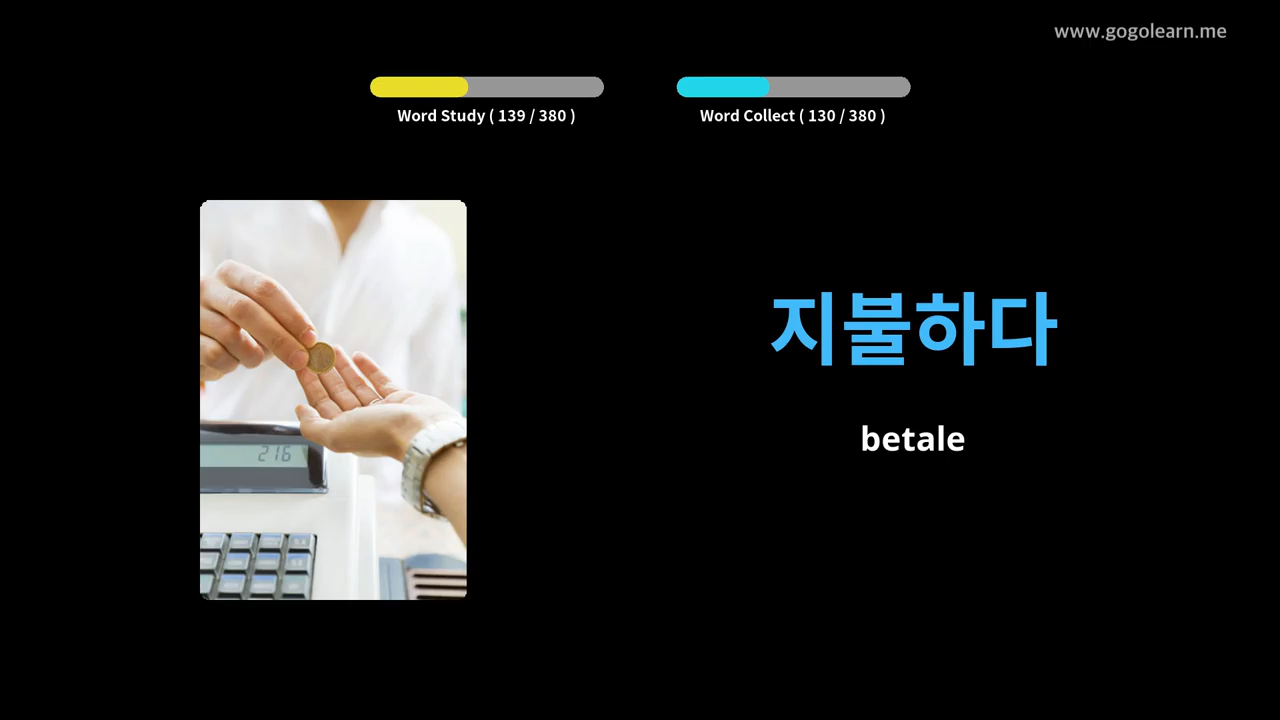 www.gogolearn.me
Word Study ( 139 / 380 )
Word Collect ( 130 / 380 )
216
지불하다
betale